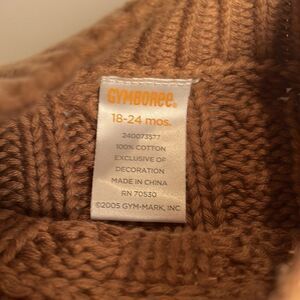 GYMBOREE®
18-24 mos.
240073577
100% COTTON
EXCLUSIVE OF
DECORATION
MADE IN CHINA
RN 70530
©2005 GYM-MARK, INC